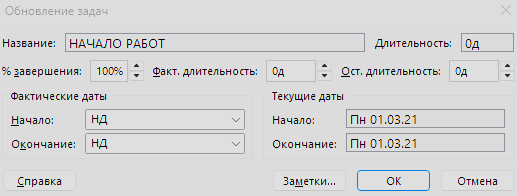 Обновление задач
Название: НАЧАЛО РАБОТ Длительность: 0д
% завершения: 100% Факт. длительность: 0д Ост. длительность: 0д
Фактические даты Текущие даты
Начало: НД Начало: Пн 01.03.21
Окончание: НД Окончание: Пн 01.03.21
Справка Заметки... ОК Отмена